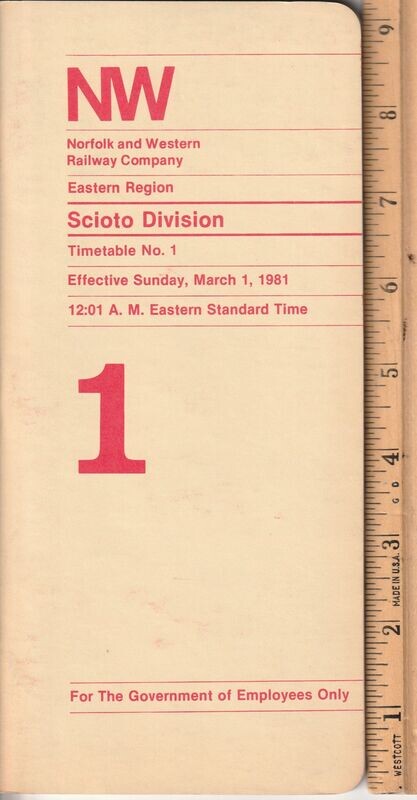 NW
Norfolk and Western
Railway Company
Eastern Region
Scioto Division
Timetable No. 1
Effective Sunday, March 1, 1981
12:01 A. M. Eastern Standard Time
1
For The Government of Employees Only
9
8
7
6
5
4
G D
3
MADE IN U.S.A.
2
1
WESTCOTT